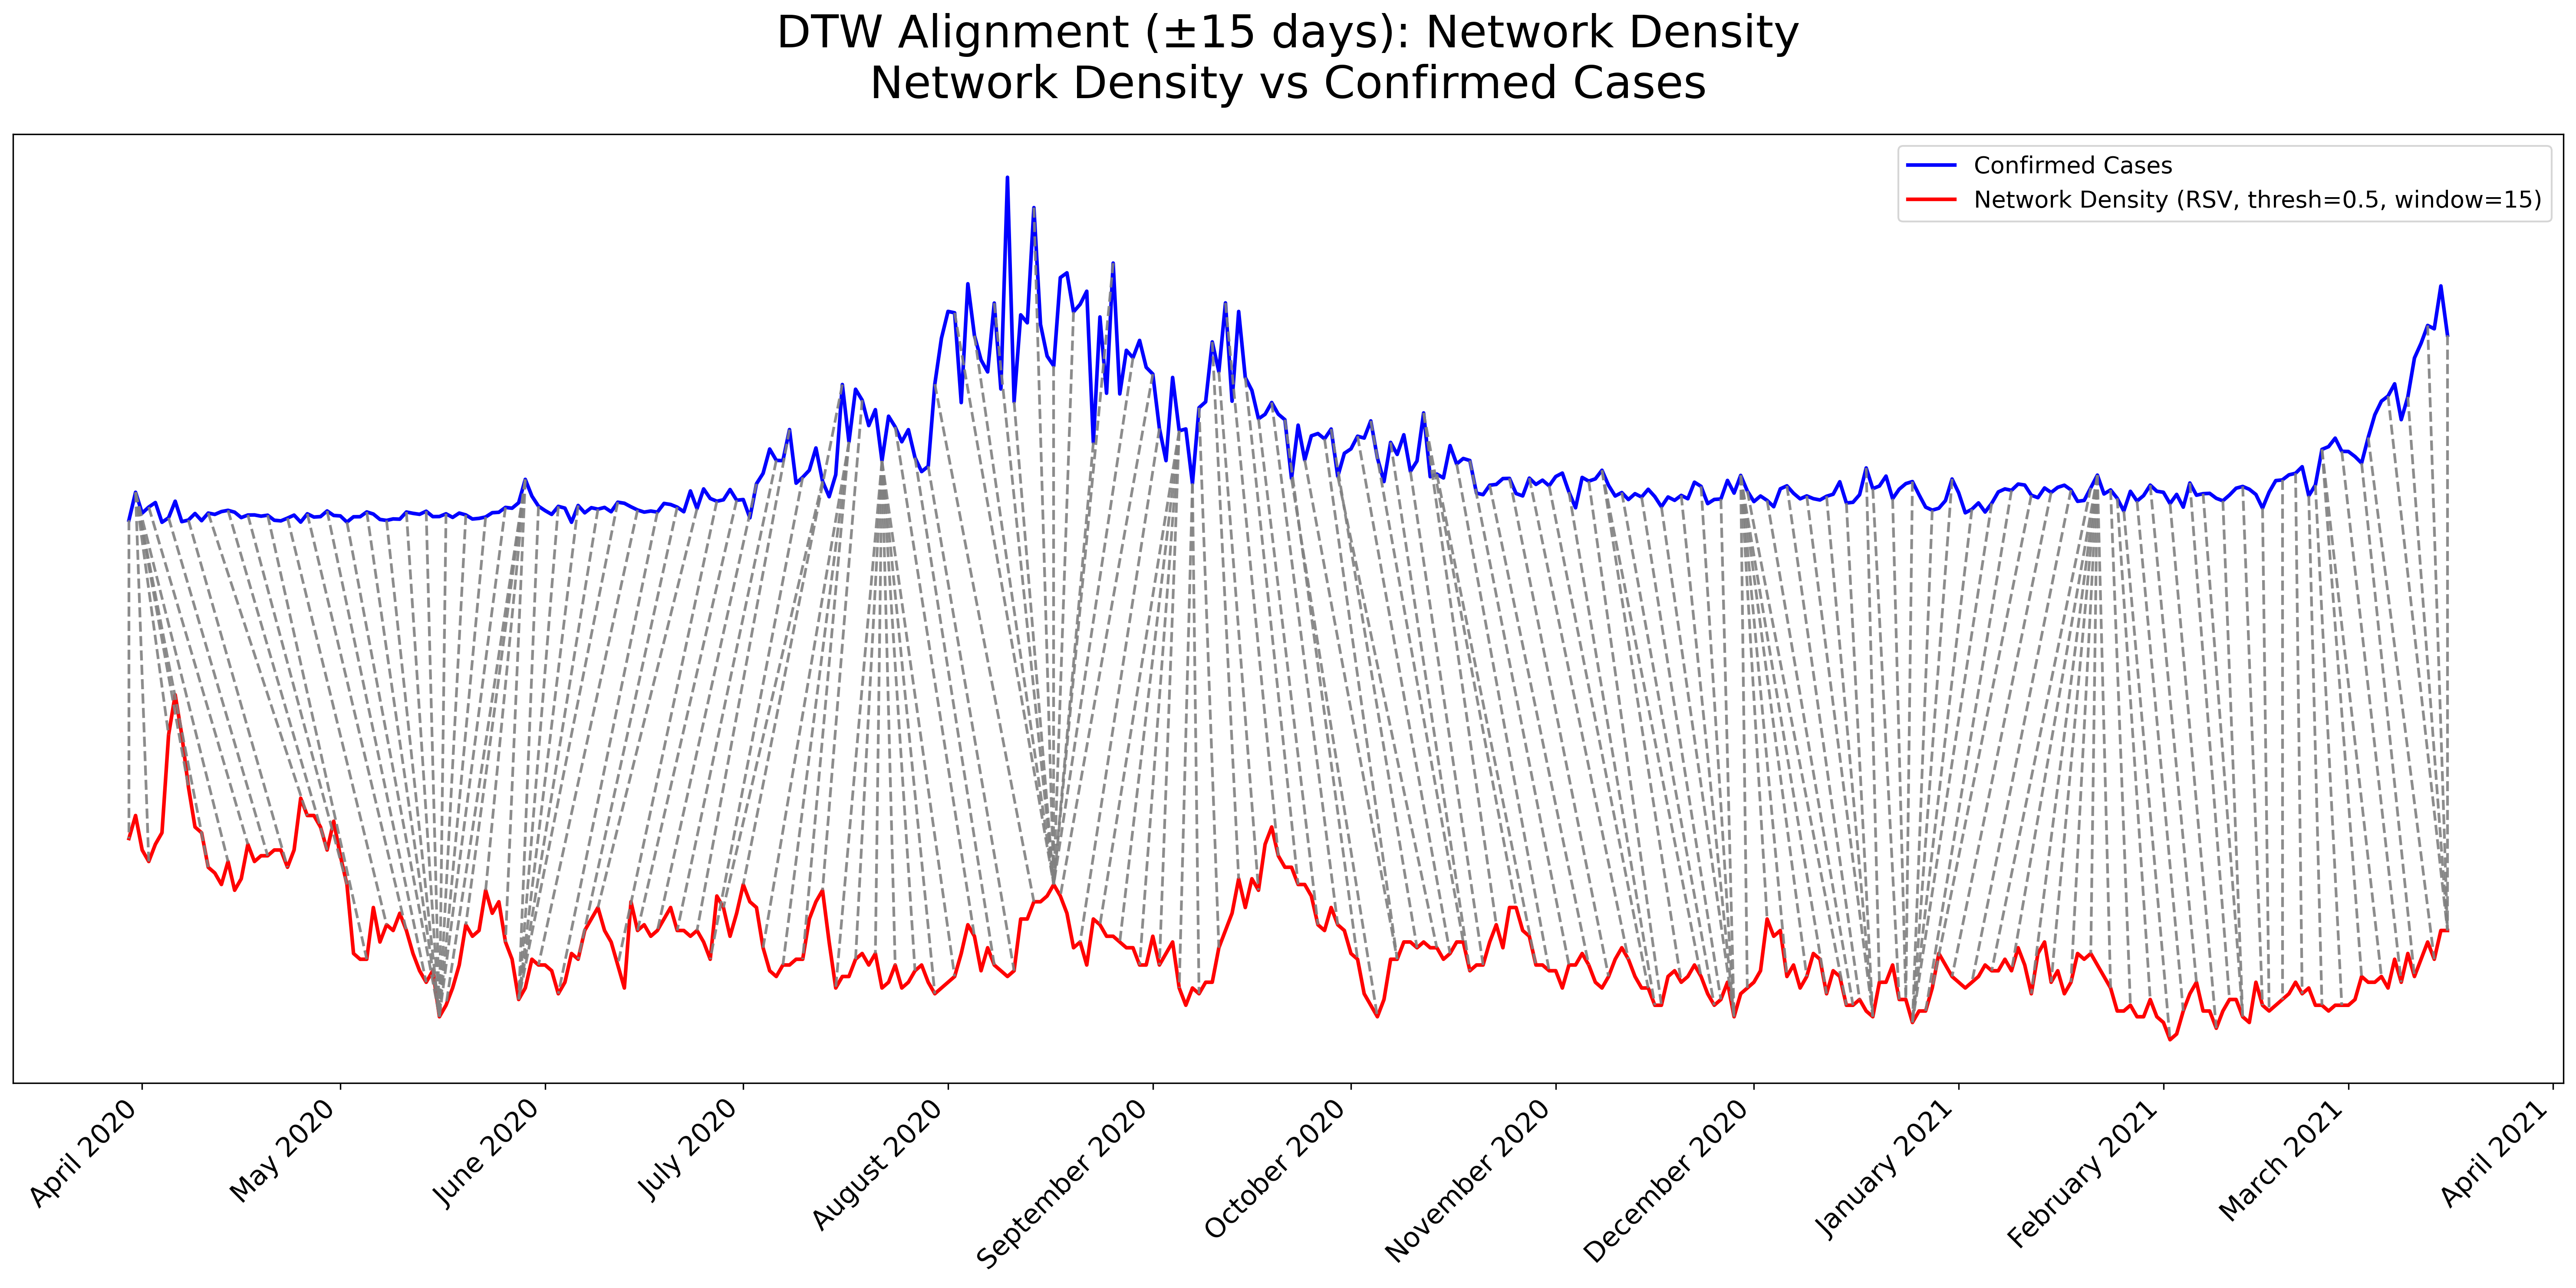 DTW Alignment (±15 days): Network Density
Network Density vs Confirmed Cases
Confirmed Cases
Network Density (RSV, thresh=0.5, window=15)
April 2020
May 2020
June 2020
July 2020
August 2020
September 2020
October 2020
November 2020
December 2020
January 2021
February 2021
March 2021
April 2021